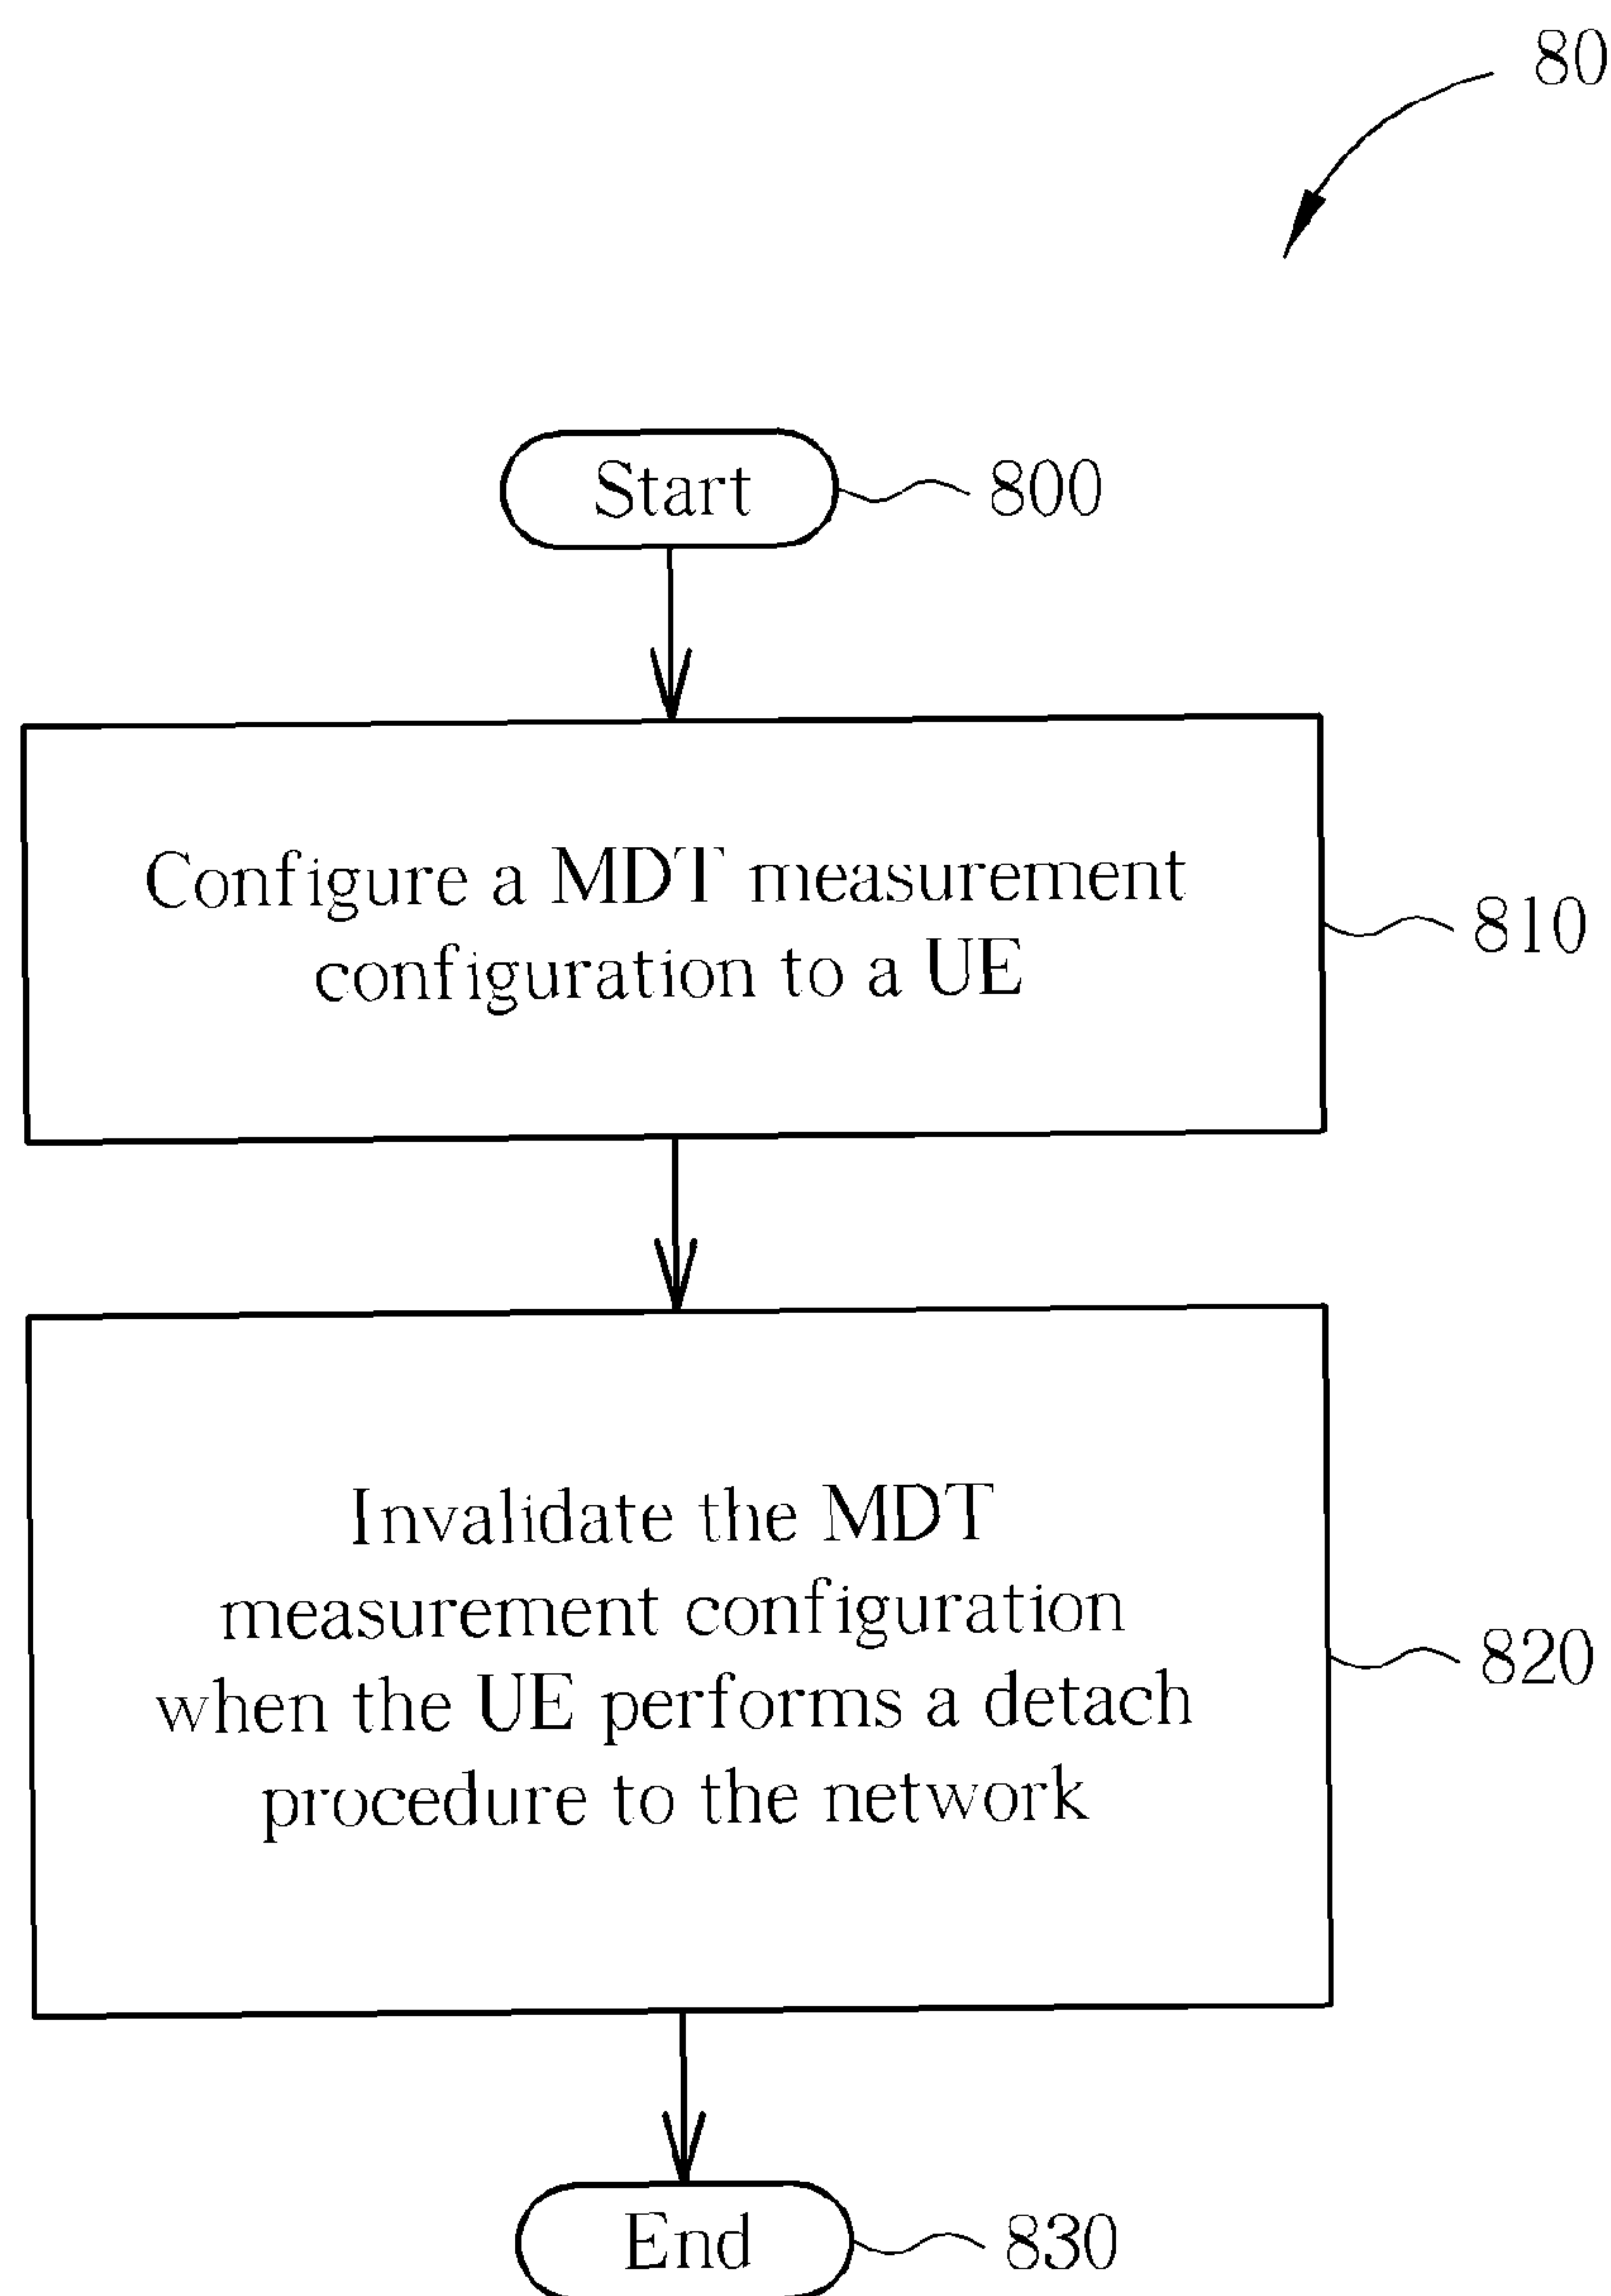 80
Start
800
Configure a MDT measurement
configuration to a UE
810
Invalidate the MDT
measurement configuration
when the UE performs a detach
procedure to the network
820
End
830